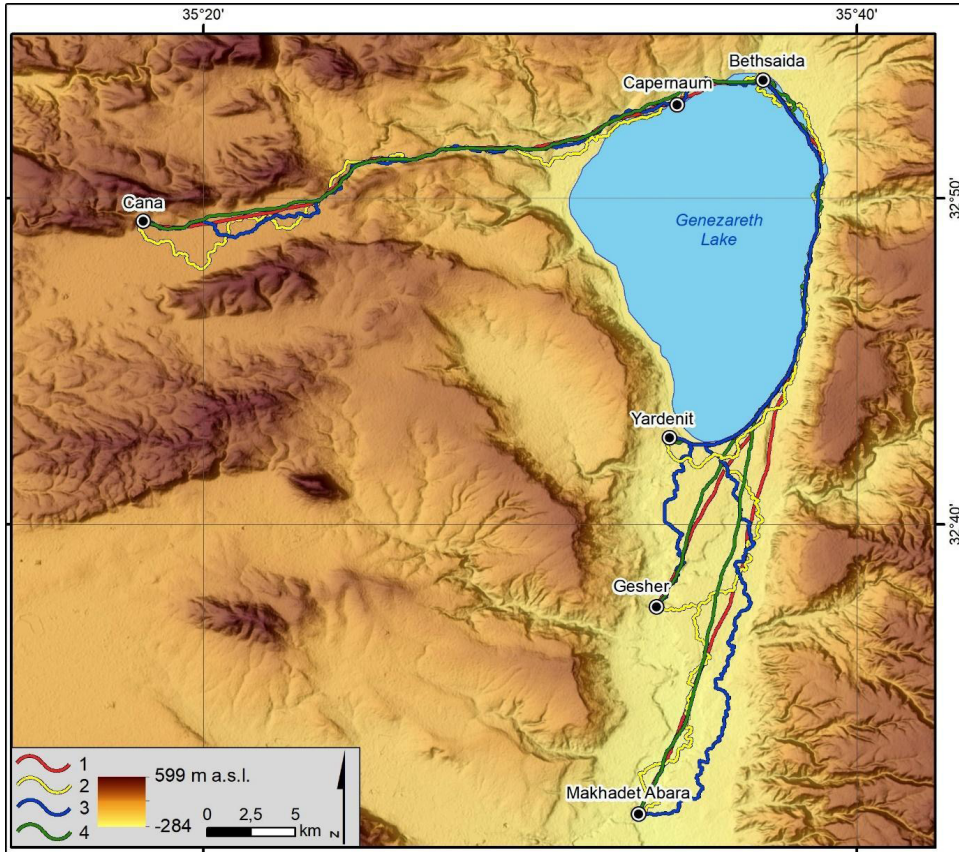 35°20'
35°40'
Bethsaida
Capernaum
Cana
32°50'
Genezareth
Lake
Yardenit
32°40'
Gesher
Makhadet Abara
1
2
3
4
599 m a.s.l.
-284
0 2,5 5
km
N